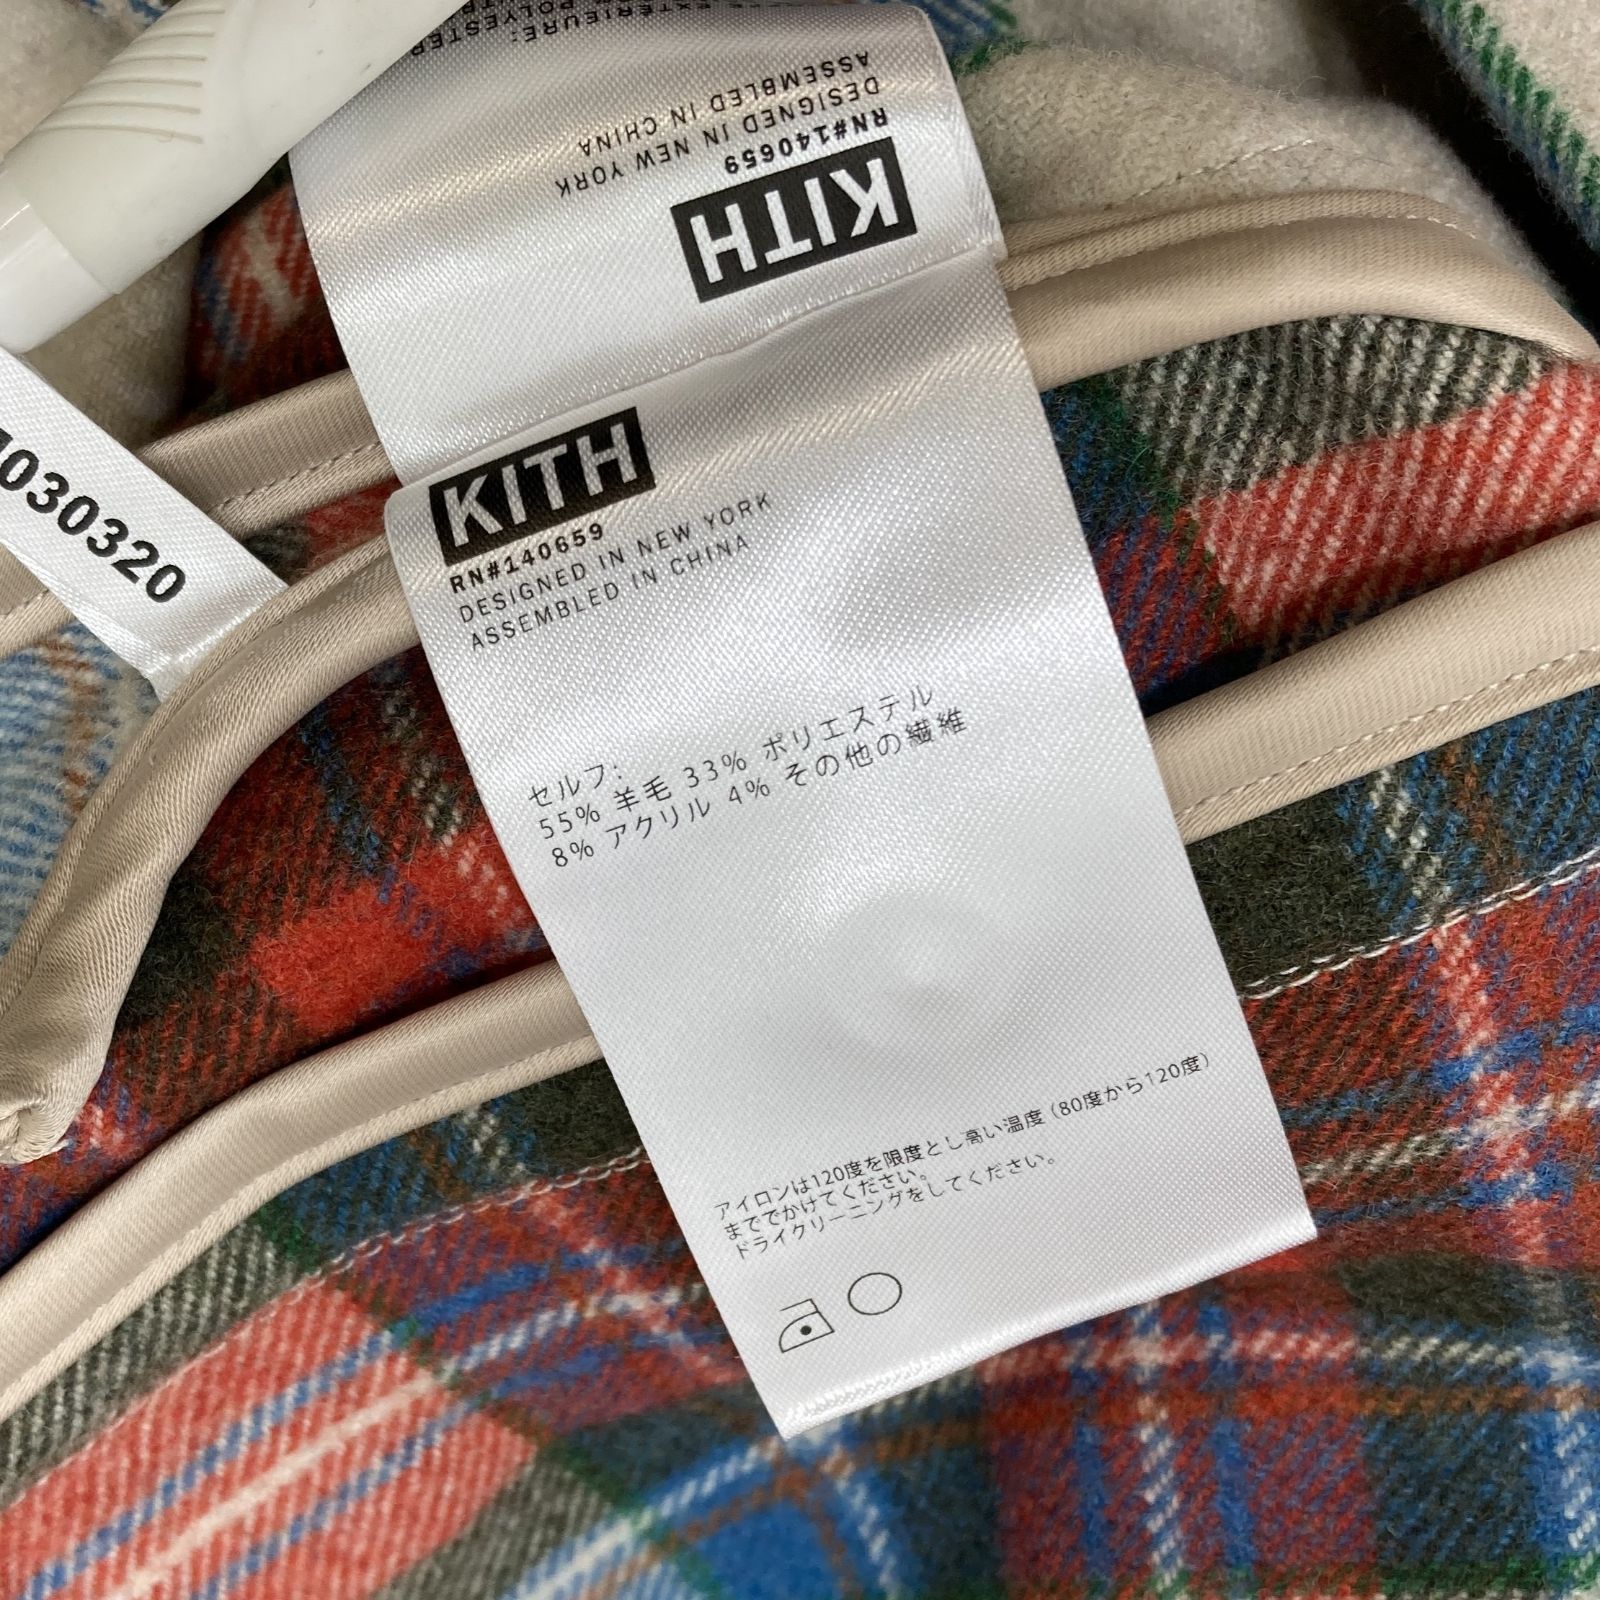 EXTÉRIEURE:
POLYESTER
ASSEMBLED IN CHINA
DESIGNED IN NEW YORK
RN#140659
KITH
030320
KITH
RN#140659
DESIGNED IN NEW YORK
ASSEMBLED IN CHINA
セルフ:
55% 羊毛 33% ポリエステル
8% アクリル 4% その他の繊維
アイロンは120度を限度とし高い温度（80度から120度）
まででかけてください。
ドライクリーニングをしてください。